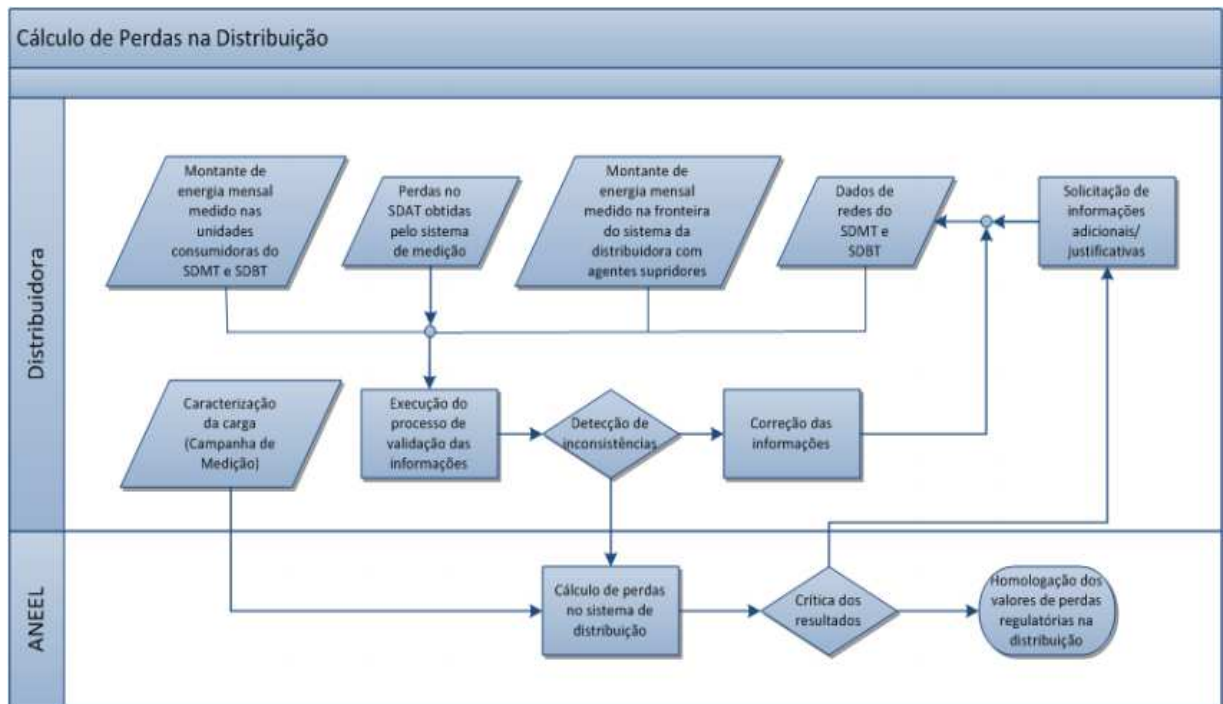 Cálculo de Perdas na Distribuição
Distribuidora
Montante de
energia mensal
medido nas
unidades
consumidoras do
SDMT e SDBT
Perdas no
SDAT obtidas
pelo sistema
de medição
Montante de
energia mensal
medido na fronteira
do sistema da
distribuidora com
agentes supridores
Dados de
redes do
SDMT e
SDBT
Solicitação de
informações
adicionais/
justificativas
Caracterização
da carga
(Campanha de
Medição)
Execução do
processo de
validação das
informações
Detecção de
inconsistências
Correção das
informações
ANEEL
Cálculo de perdas
no sistema de
distribuição
Crítica dos
resultados
Homologação dos
valores de perdas
regulatórias na
distribuição